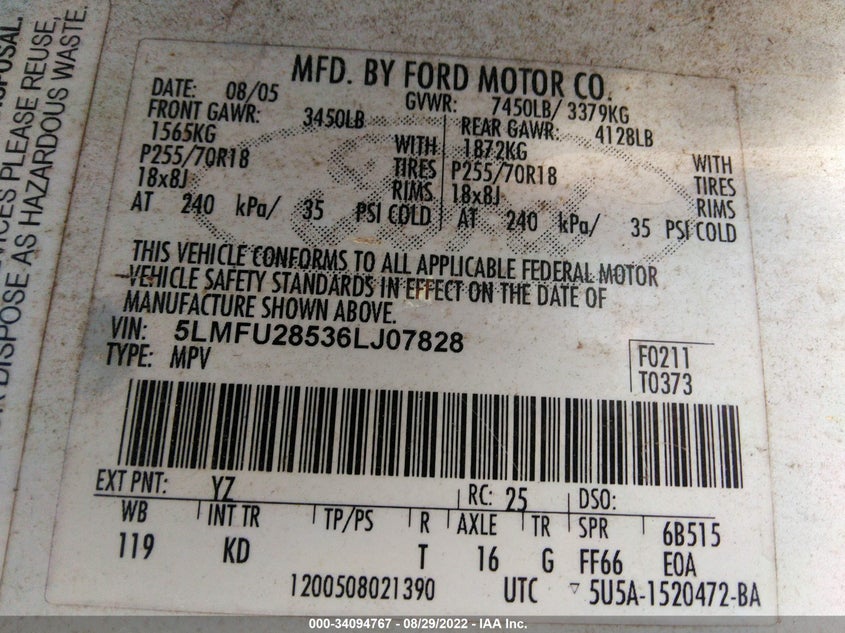 DISPOSAL.
VICES PLEASE REUSE,
OR DISPOSE AS HAZARDOUS WASTE.
MFD. BY FORD MOTOR CO.
DATE: 08/05 GVWR: 7450LB/ 3379KG
FRONT GAWR: 3450LB REAR GAWR: 4128LB
1565KG WITH 1872KG WITH
P255/70R18 TIRES P255/70R18 TIRES
18x8J RIMS 18x8J RIMS
AT 240 kPa/ 35 PSI COLD AT 240 kPa/ 35 PSI COLD
THIS VEHICLE CONFORMS TO ALL APPLICABLE FEDERAL MOTOR
VEHICLE SAFETY STANDARDS IN EFFECT ON THE DATE OF
MANUFACTURE SHOWN ABOVE.
VIN: 5LMFU28536LJ07828
TYPE: MPV
F0211
T0373
EXT PNT: YZ RC: 25 DSO:
WB INT TR TP/PS R AXLE TR SPR 6B515
119 KD T 16 G FF66 E0A
1200508021390 UTC ▽ 5U5A-1520472-BA
000-34094767 - 08/29/2022 - IAA Inc.